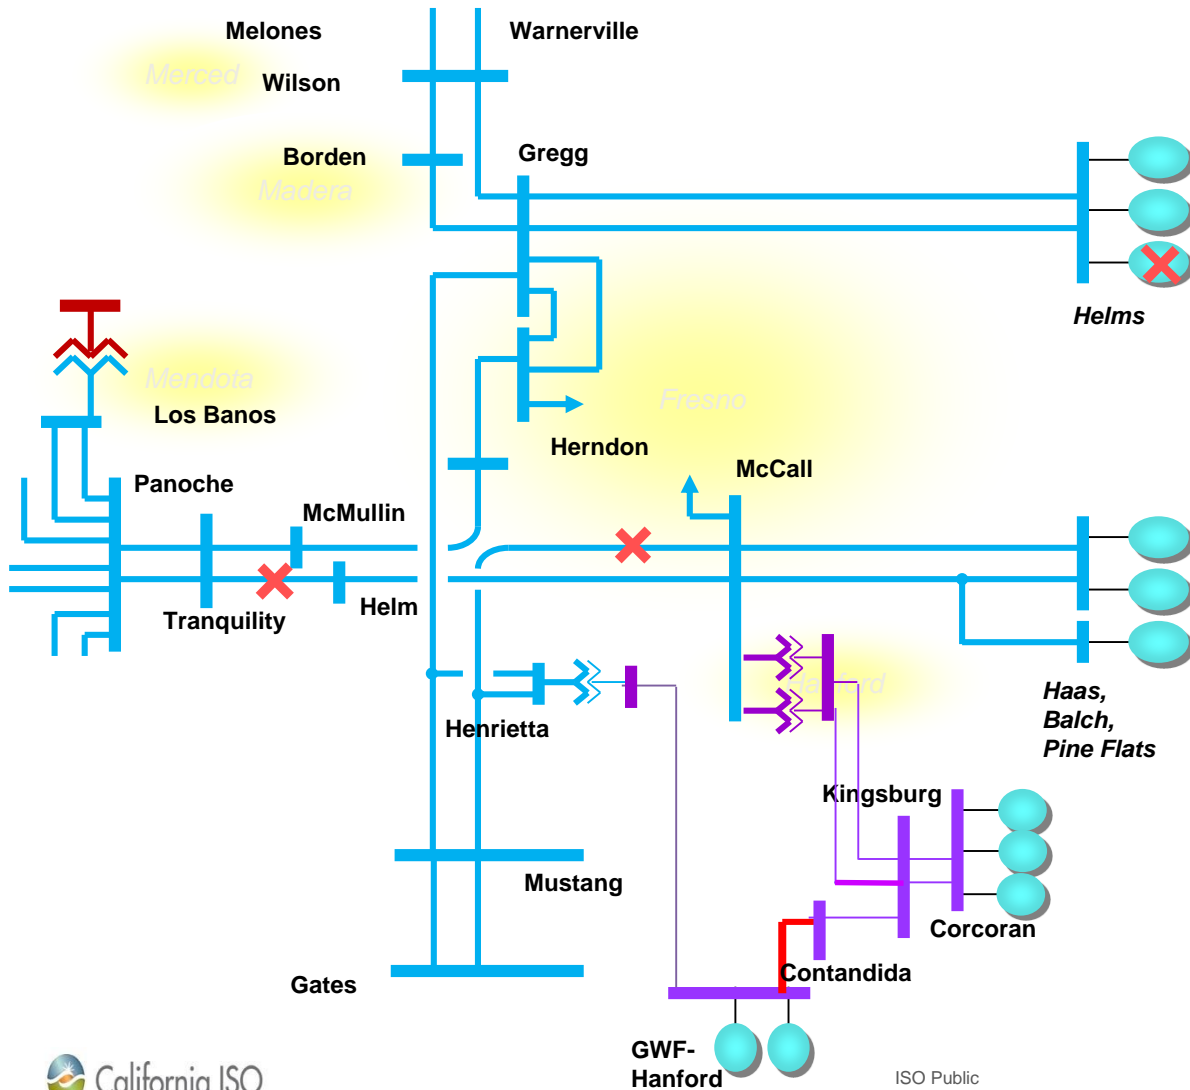 Melones
Warnerville
Merced
Wilson
Borden
Gregg
Madera
Helms
Mendota
Los Banos
Fresno
Herndon
McCall
Panoche
McMullin
Tranquility
Helm
Hanford
Henrietta
Haas,
Balch,
Pine Flats
Kingsburg
Mustang
Corcoran
Contandida
Gates
GWF-
Hanford
California ISO
ISO Public